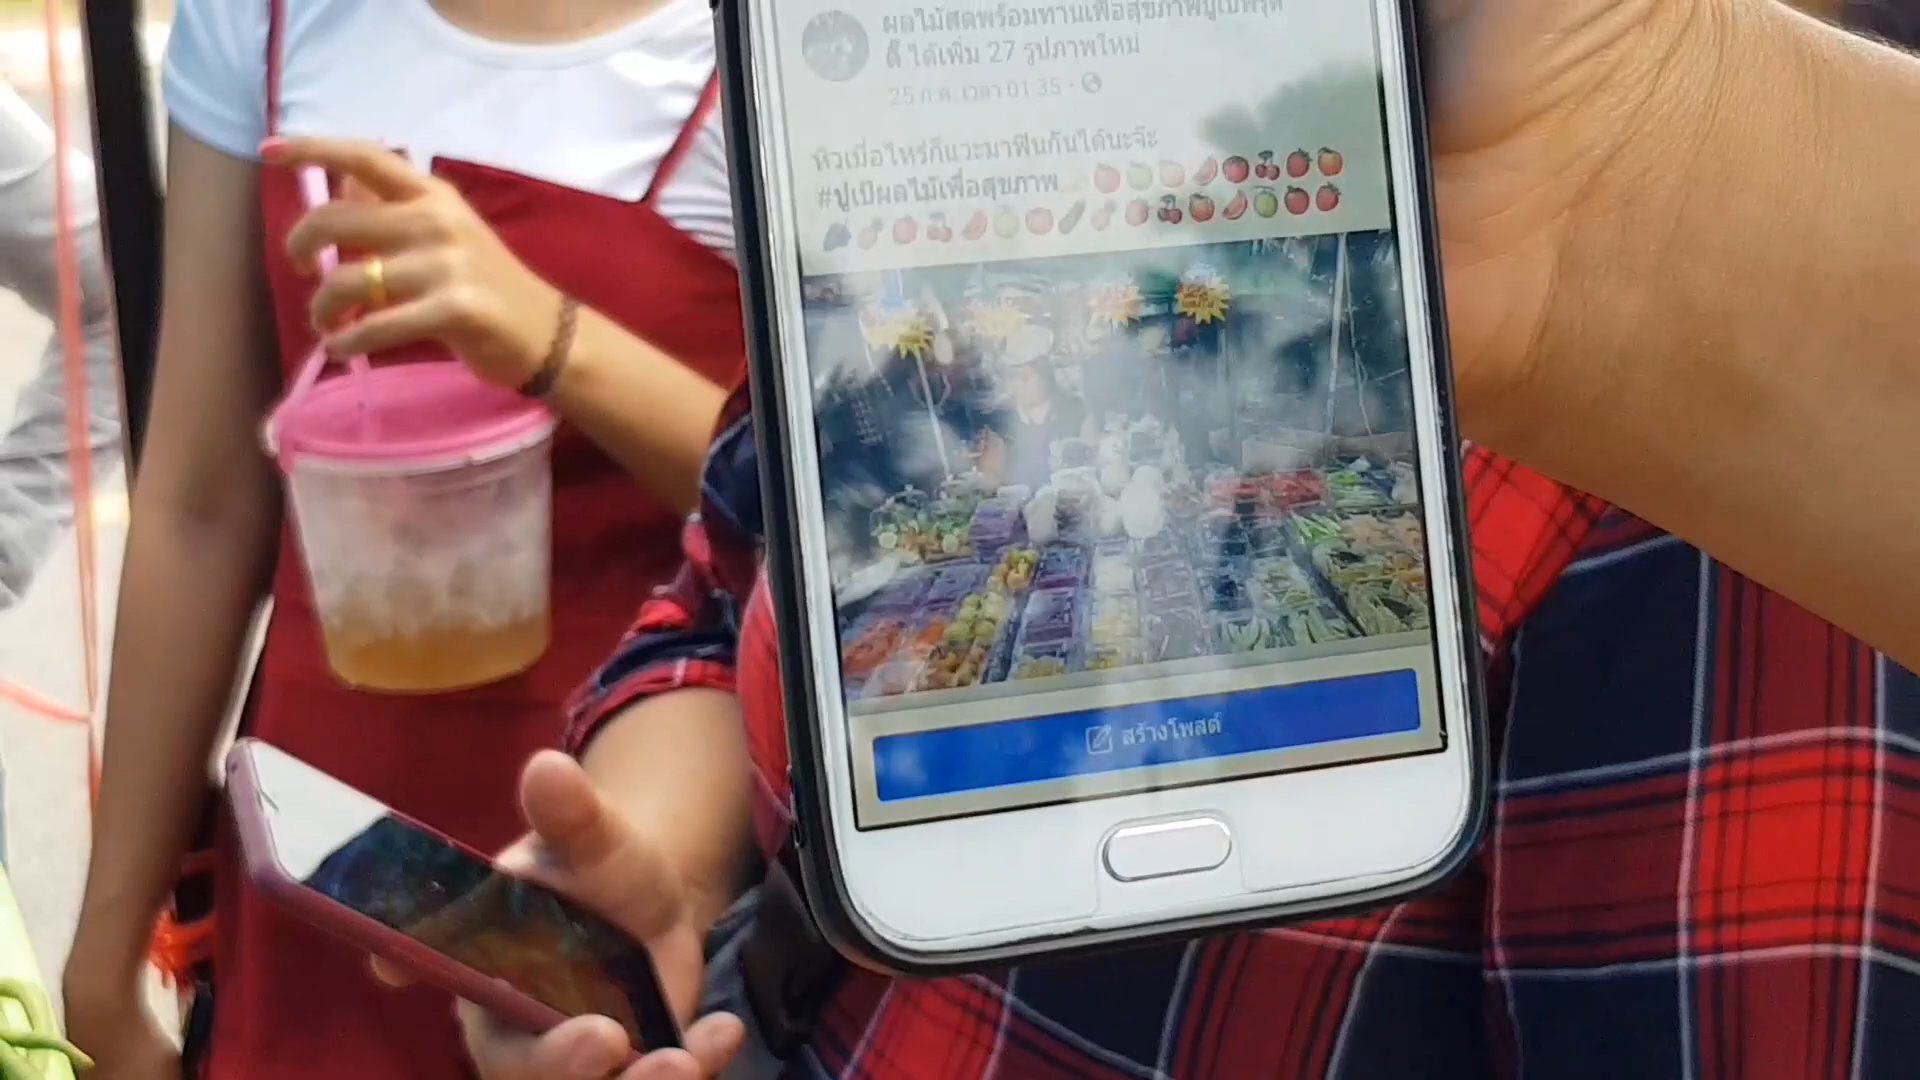 ผลไม้สดพร้อมทานเพื่อสุขภาพปูเป้ฟรุต
ตี้ ได้เพิ่ม 27 รูปภาพใหม่
25 ก.ค. เวลา 01:35 ·
หิวเมื่อไหร่ก็แวะมาฟินกันได้นะจ๊ะ
#ปูเป้ผลไม้เพื่อสุขภาพ
สร้างโพสต์